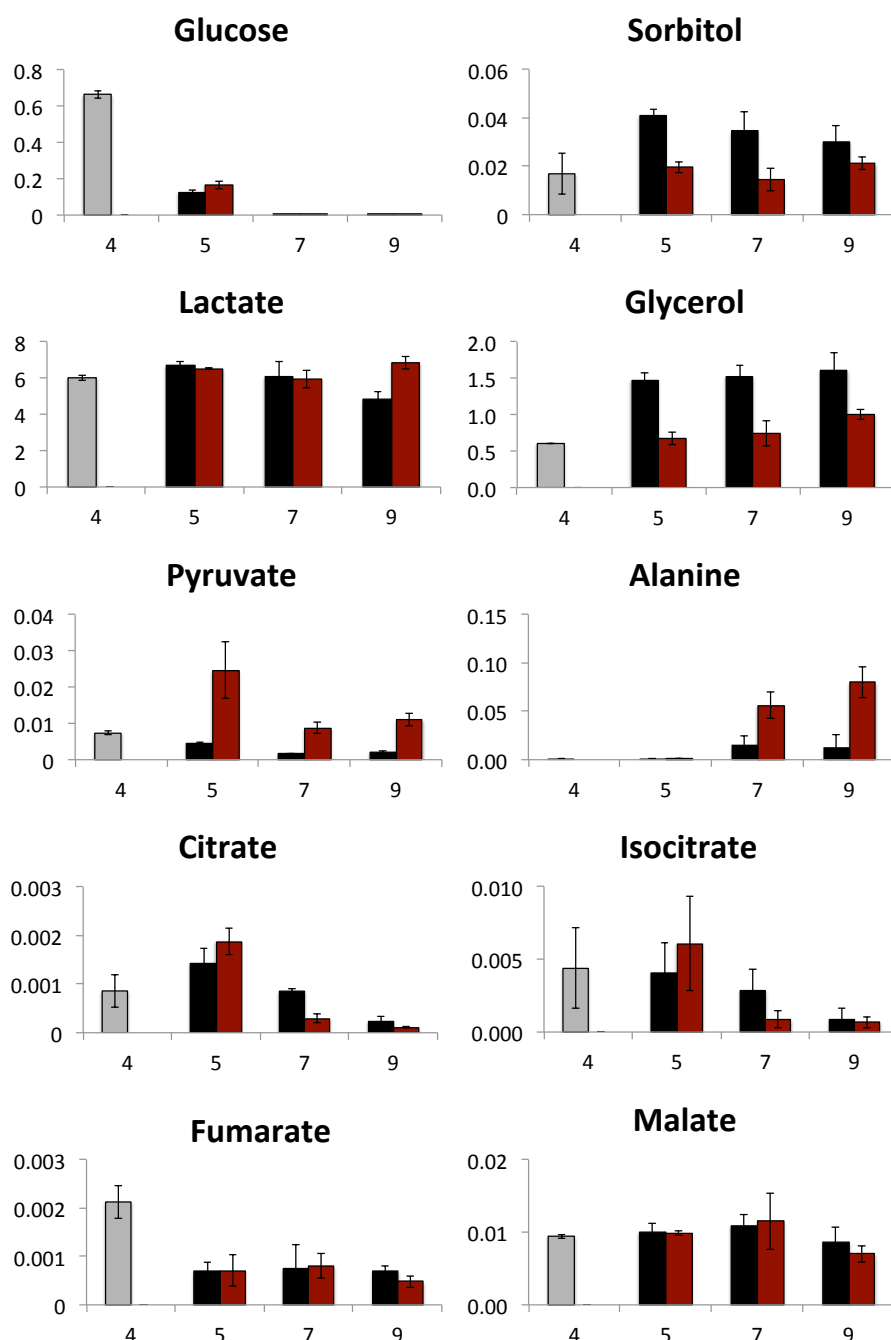 Glucose
0.8
0.6
0.4
0.2
0
4 5 7 9
Sorbitol
0.06
0.04
0.02
0
4 5 7 9
Lactate
8
6
4
2
0
4 5 7 9
Glycerol
2.0
1.5
1.0
0.5
0.0
4 5 7 9
Pyruvate
0.04
0.03
0.02
0.01
0
4 5 7 9
Alanine
0.15
0.10
0.05
0.00
4 5 7 9
Citrate
0.003
0.002
0.001
0
4 5 7 9
Isocitrate
0.010
0.005
0.000
4 5 7 9
Fumarate
0.003
0.002
0.001
0
4 5 7 9
Malate
0.02
0.01
0.00
4 5 7 9